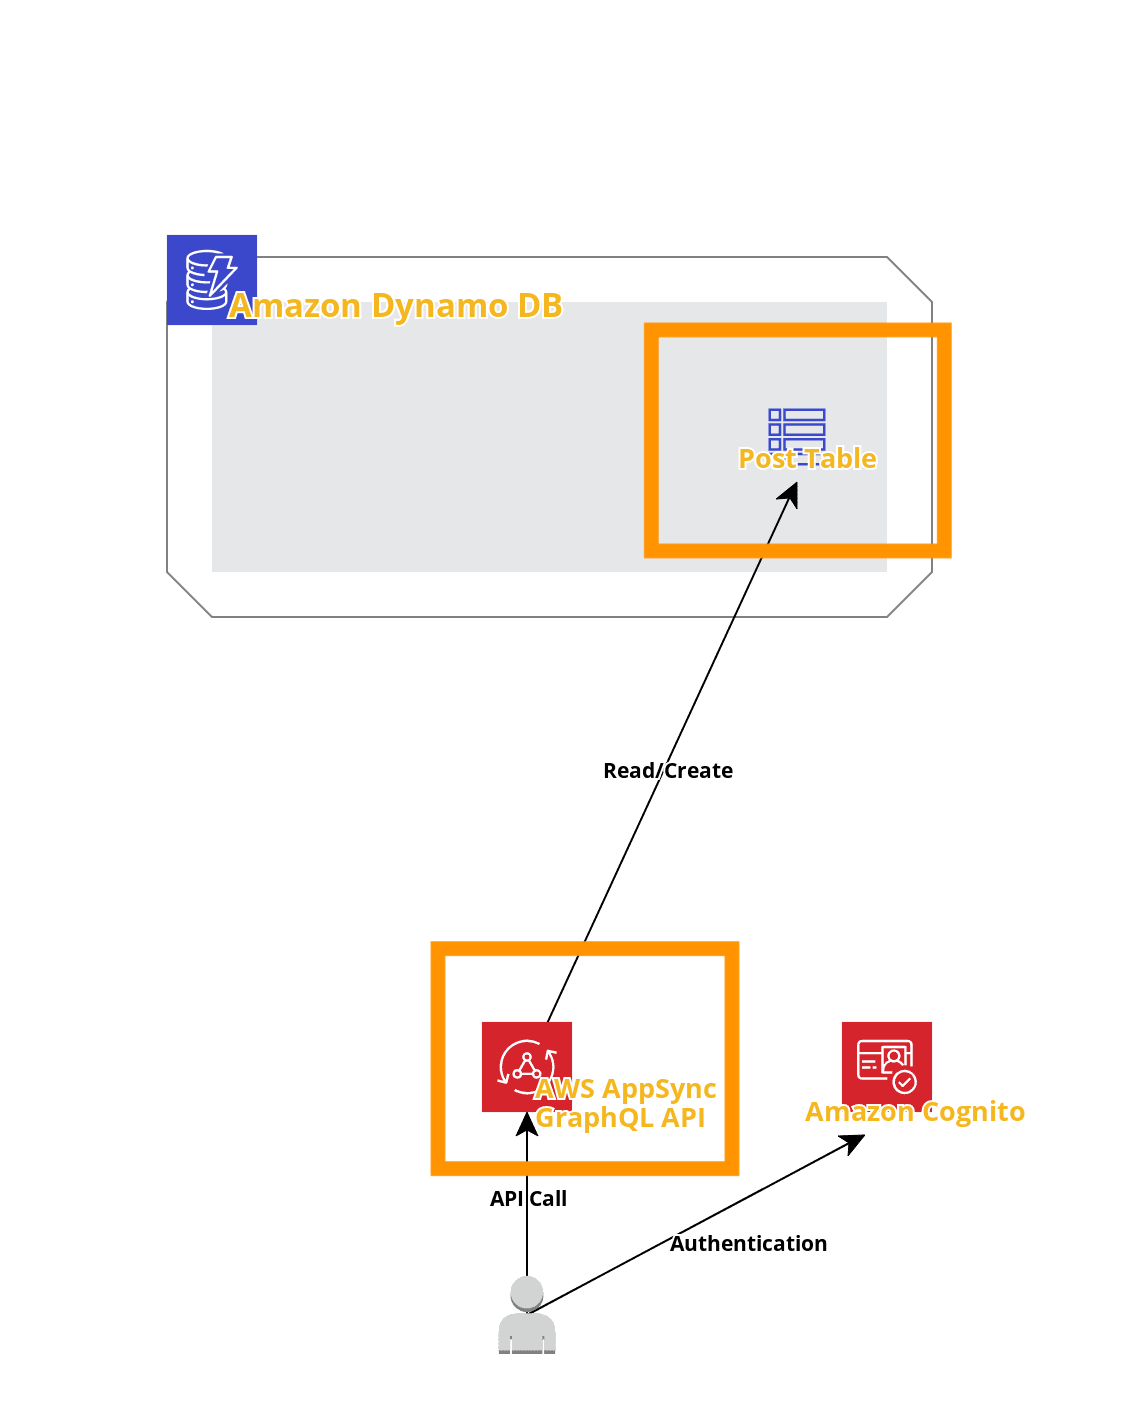 Amazon Dynamo DB
Post Table
Read/Create
AWS AppSync
GraphQL API
Amazon Cognito
API Call
Authentication